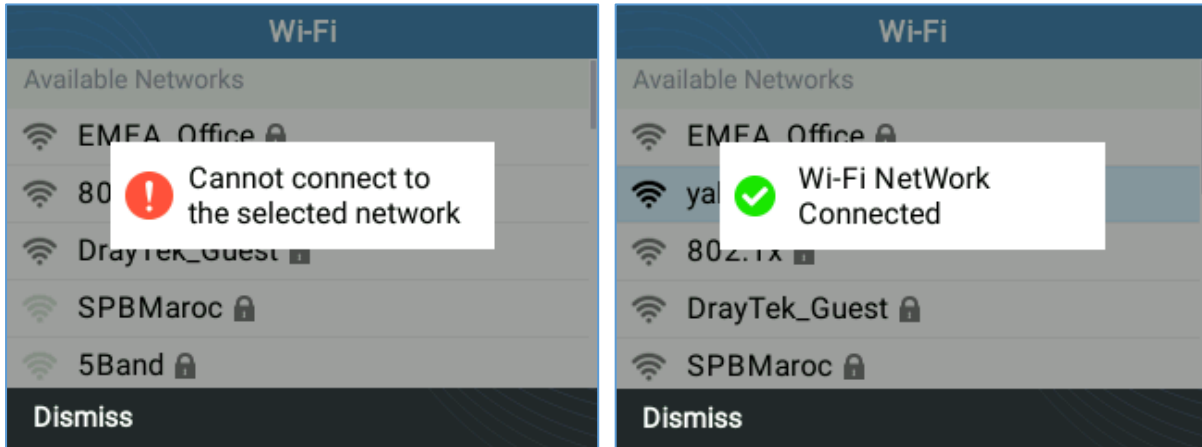 Wi-Fi
Available Networks
EMEA_Office
80
Cannot connect to
the selected network
DrayTek_Guest
SPBMaroc
5Band
Dismiss
Wi-Fi
Available Networks
EMEA_Office
Wi-Fi NetWork
Connected
802.1x
DrayTek_Guest
SPBMaroc
Dismiss